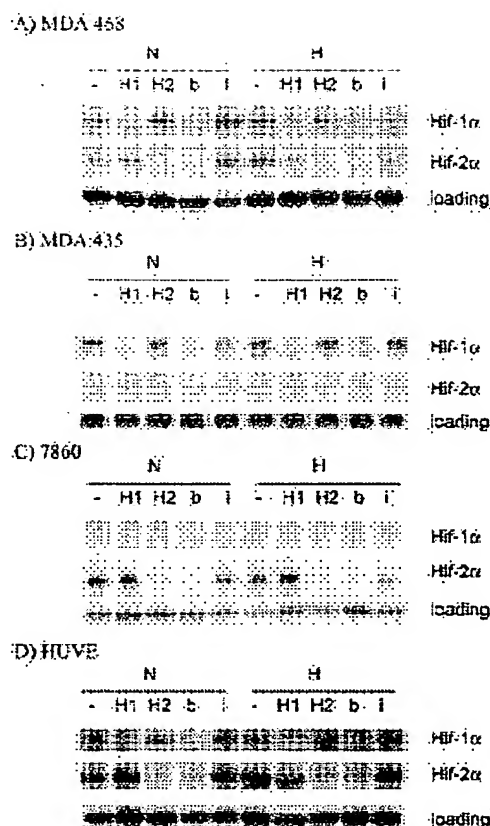 A) MDA 468
N H
- H1 H2 b i - H1 H2 b i
Hif-1α
Hif-2α
loading
B) MDA 435
N H
- H1 H2 b i - H1 H2 b i
Hif-1α
Hif-2α
loading
C) 7860
N H
- H1 H2 b i - H1 H2 b i
Hif-1α
Hif-2α
loading
D) HUVE
N H
- H1 H2 b i - H1 H2 b i
Hif-1α
Hif-2α
loading